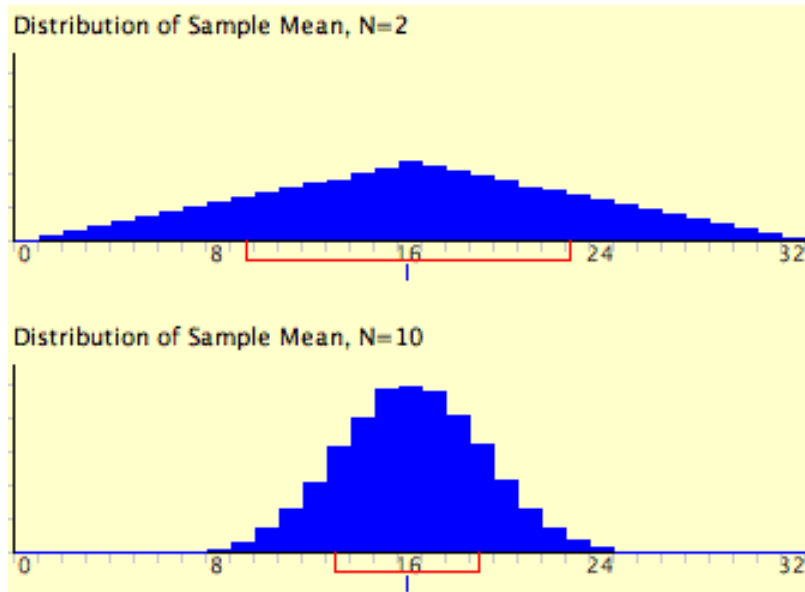 Distribution of Sample Mean, N=2
0 8 16 24 32
Distribution of Sample Mean, N=10
0 8 16 24 32